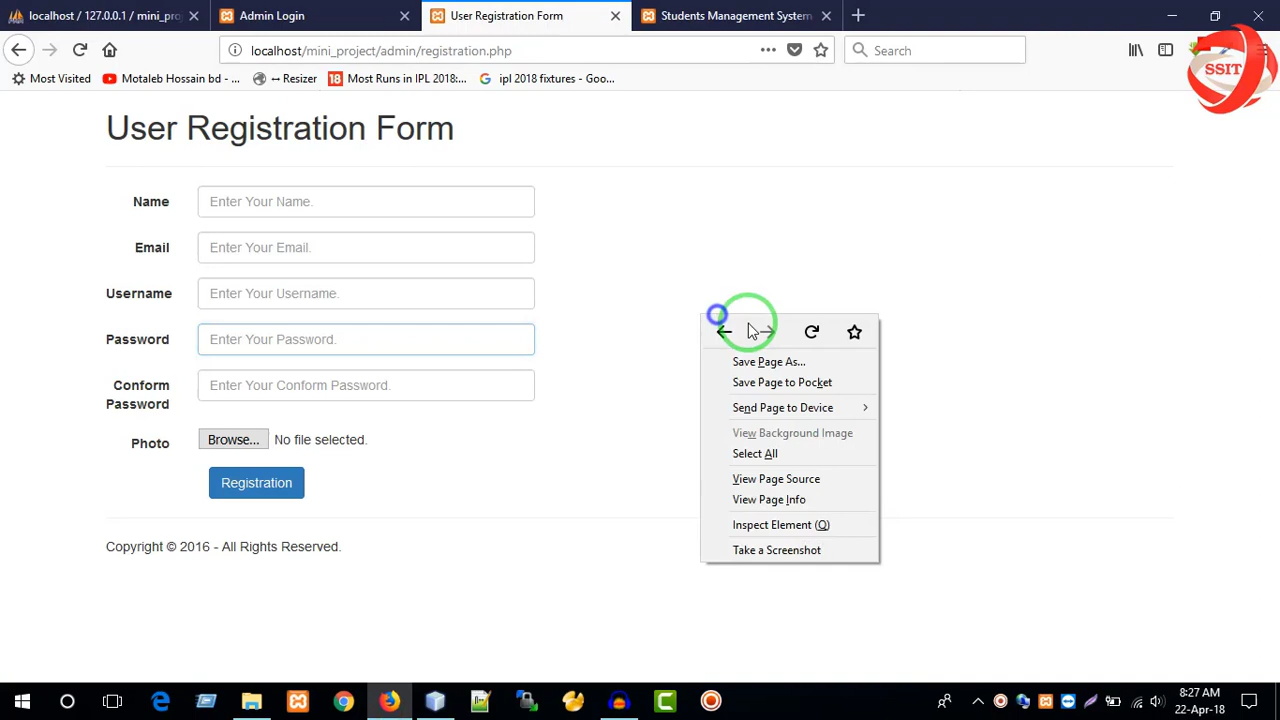 localhost / 127.0.0.1 / mini_proj
Admin Login
User Registration Form
Students Management System
localhost/mini_project/admin/registration.php
Search
Most Visited
Motaleb Hossain bd - ...
↔ Resizer
18
Most Runs in IPL 2018:...
ipl 2018 fixtures - Goo...
SSIT
User Registration Form
Name
Enter Your Name.
Email
Enter Your Email.
Username
Enter Your Username.
Password
Enter Your Password.
Conform Password
Enter Your Conform Password.
Photo
Browse...
No file selected.
Registration
Copyright © 2016 - All Rights Reserved.
Save Page As...
Save Page to Pocket
Send Page to Device
View Background Image
Select All
View Page Source
View Page Info
Inspect Element (Q)
Take a Screenshot
8:27 AM
22-Apr-18